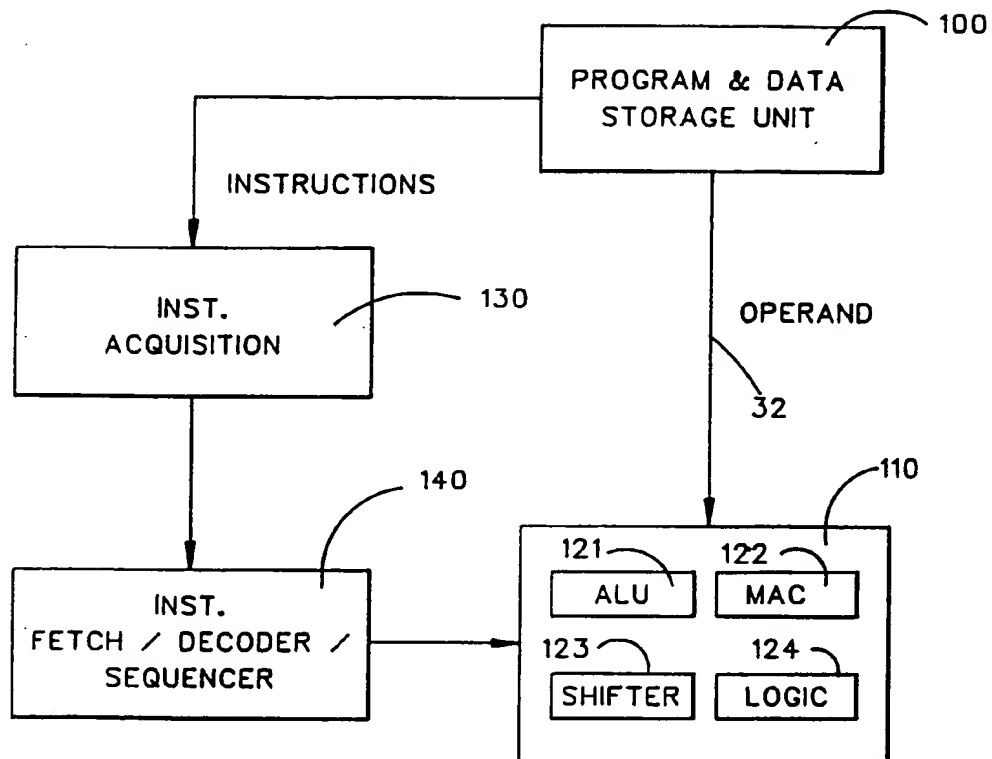 100
PROGRAM & DATA
STORAGE UNIT
INSTRUCTIONS
INST.
ACQUISITION
130
OPERAND
32
140
110
INST.
FETCH / DECODER /
SEQUENCER
121
122
ALU
MAC
123
124
SHIFTER
LOGIC